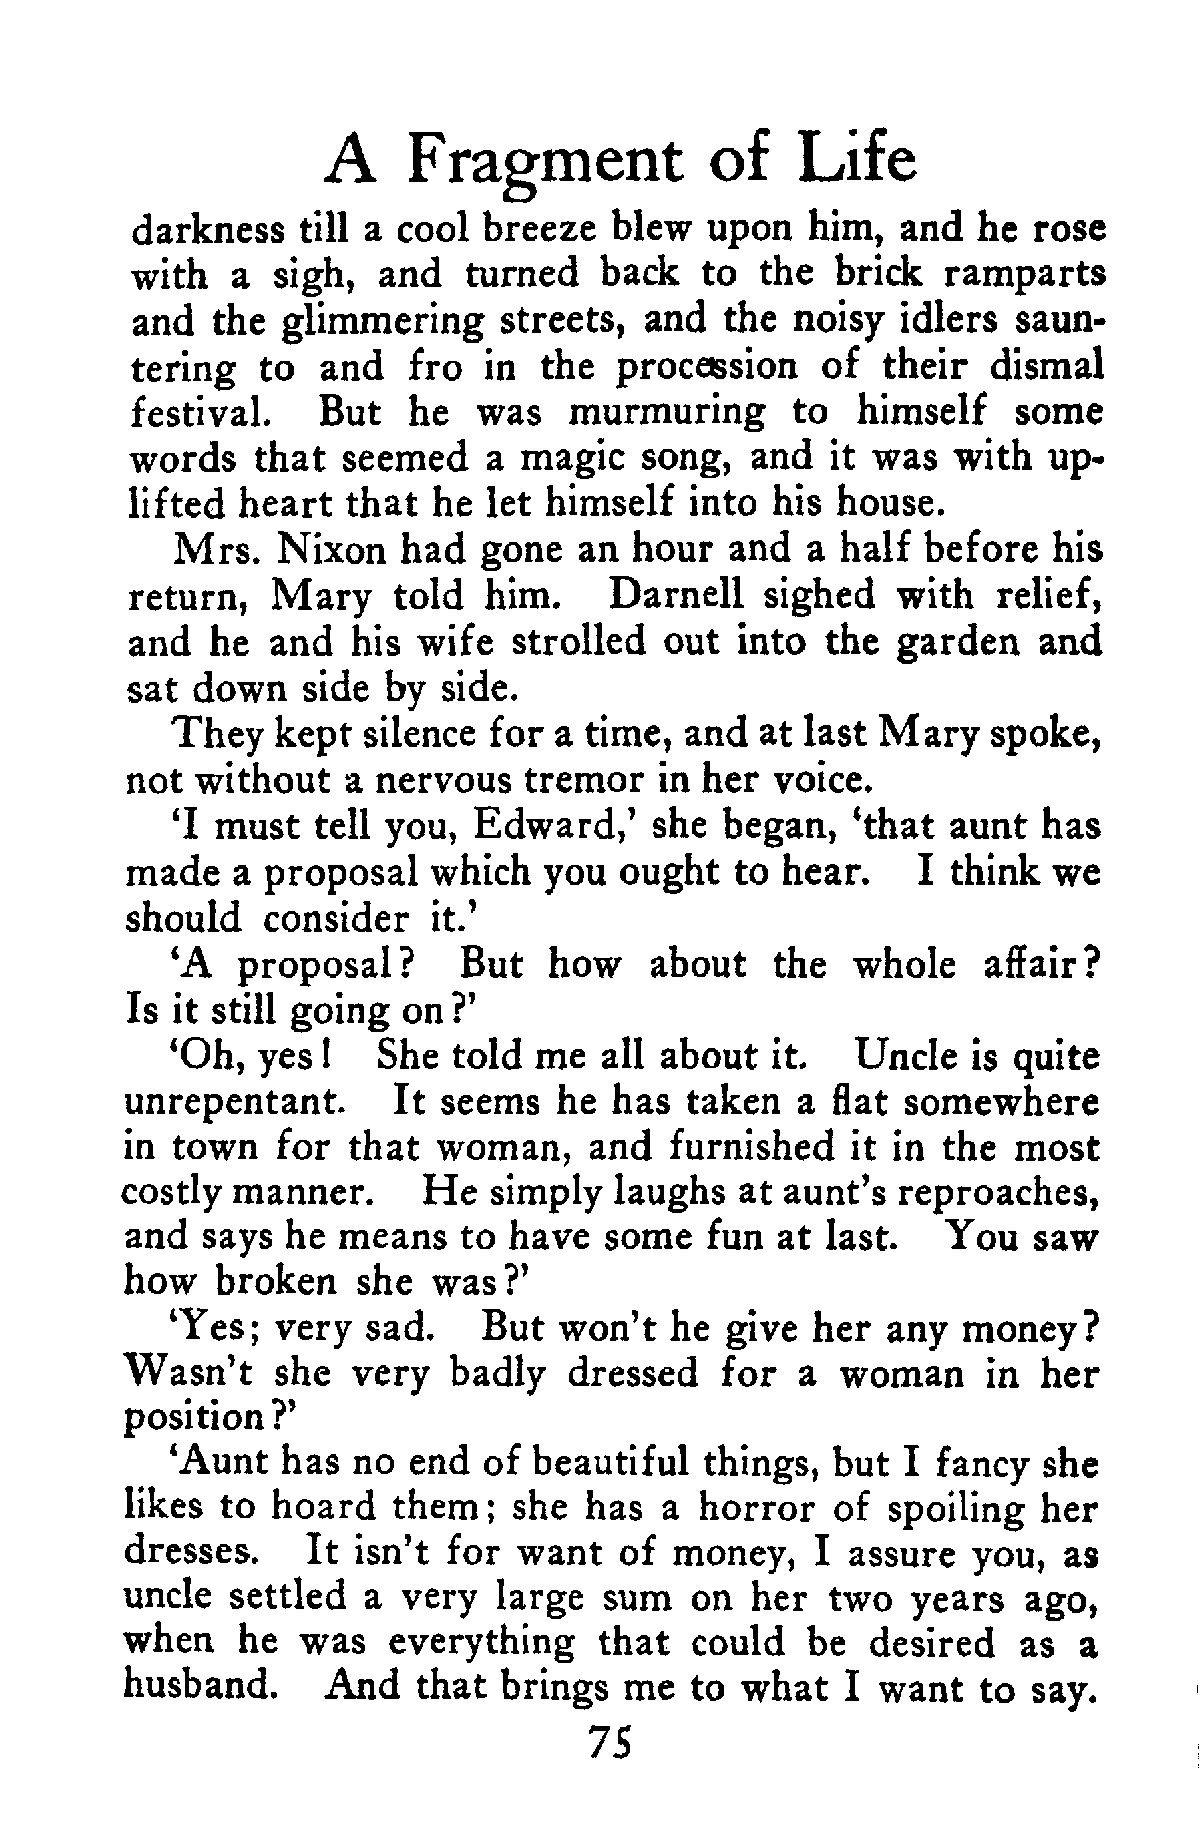 A Fragment of Life
darkness till a cool breeze blew upon him, and he rose
with a sigh, and turned back to the brick ramparts
and the glimmering streets, and the noisy idlers saun-
tering to and fro in the procession of their dismal
festival. But he was murmuring to himself some
words that seemed a magic song, and it was with up-
lifted heart that he let himself into his house.
Mrs. Nixon had gone an hour and a half before his
return, Mary told him. Darnell sighed with relief,
and he and his wife strolled out into the garden and
sat down side by side.
They kept silence for a time, and at last Mary spoke,
not without a nervous tremor in her voice.
‘I must tell you, Edward,’ she began, ‘that aunt has
made a proposal which you ought to hear. I think we
should consider it.’
‘A proposal? But how about the whole affair?
Is it still going on?’
‘Oh, yes! She told me all about it. Uncle is quite
unrepentant. It seems he has taken a flat somewhere
in town for that woman, and furnished it in the most
costly manner. He simply laughs at aunt’s reproaches,
and says he means to have some fun at last. You saw
how broken she was?’
‘Yes; very sad. But won’t he give her any money?
Wasn’t she very badly dressed for a woman in her
position?’
‘Aunt has no end of beautiful things, but I fancy she
likes to hoard them; she has a horror of spoiling her
dresses. It isn’t for want of money, I assure you, as
uncle settled a very large sum on her two years ago,
when he was everything that could be desired as a
husband. And that brings me to what I want to say.
75